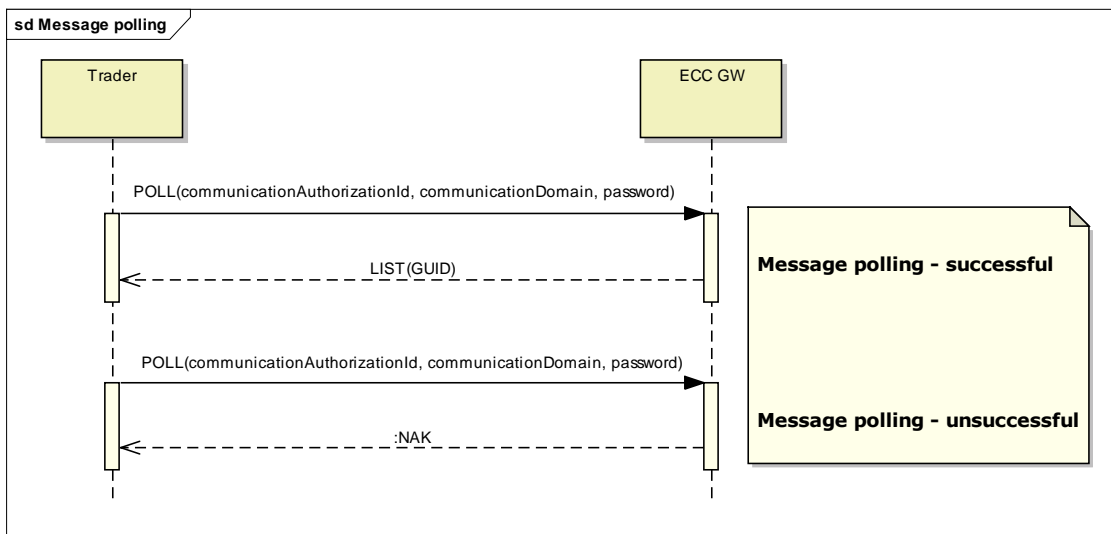 sd Message polling
Trader
ECC GW
POLL(communicationAuthorizationId, communicationDomain, password)
LIST(GUID)
Message polling - successful
POLL(communicationAuthorizationId, communicationDomain, password)
:NAK
Message polling - unsuccessful